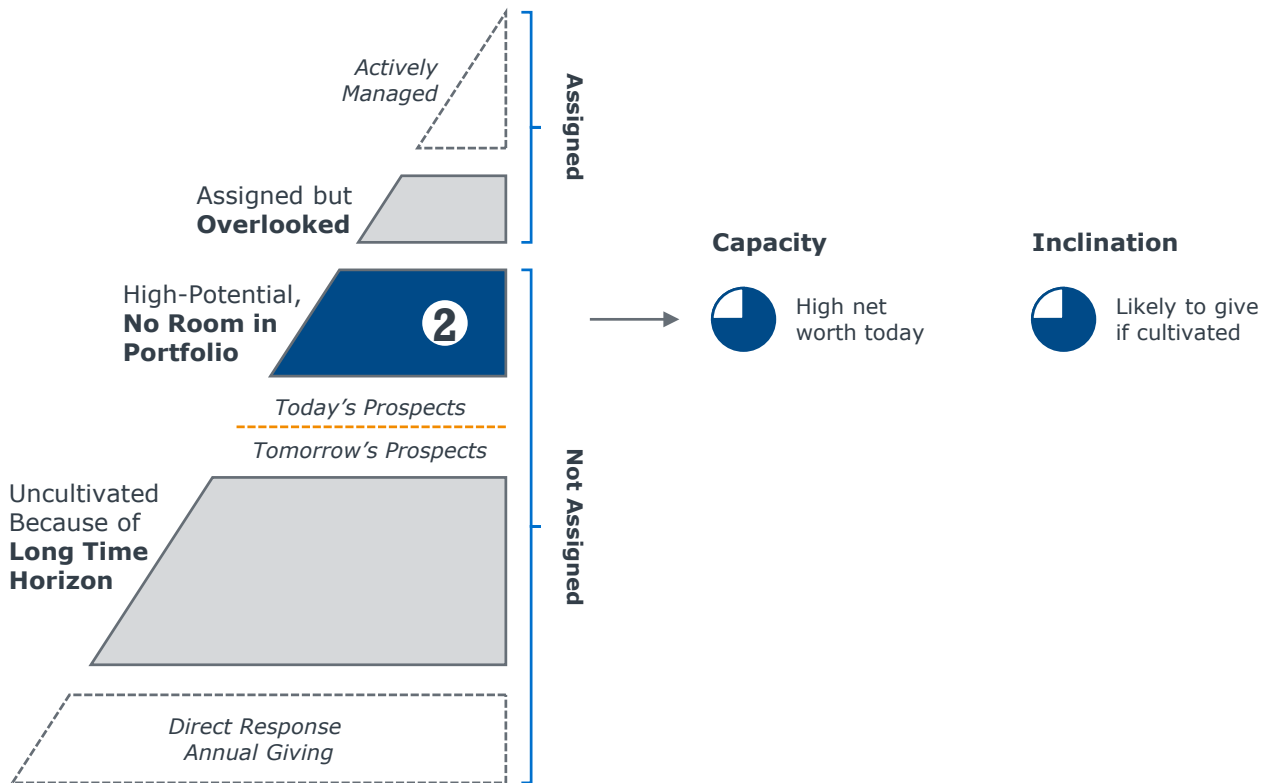 Actively
Managed
Assigned
Assigned but
Overlooked
Capacity
Inclination
High-Potential,
No Room in
Portfolio
2
High net
worth today
Likely to give
if cultivated
Today's Prospects
Tomorrow's Prospects
Not Assigned
Uncultivated
Because of
Long Time
Horizon
Direct Response
Annual Giving